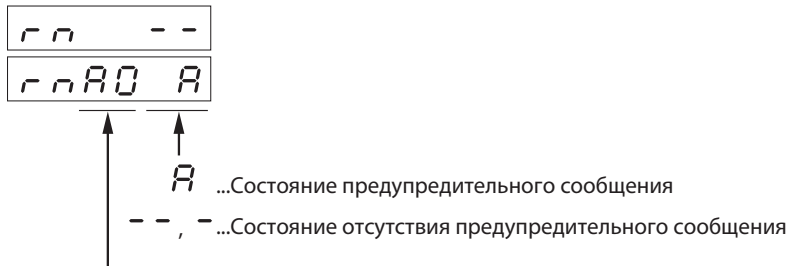 rn --
rnA0 A
A ...Состояние предупредительного сообщения
--, - ...Состояние отсутствия предупредительного сообщения